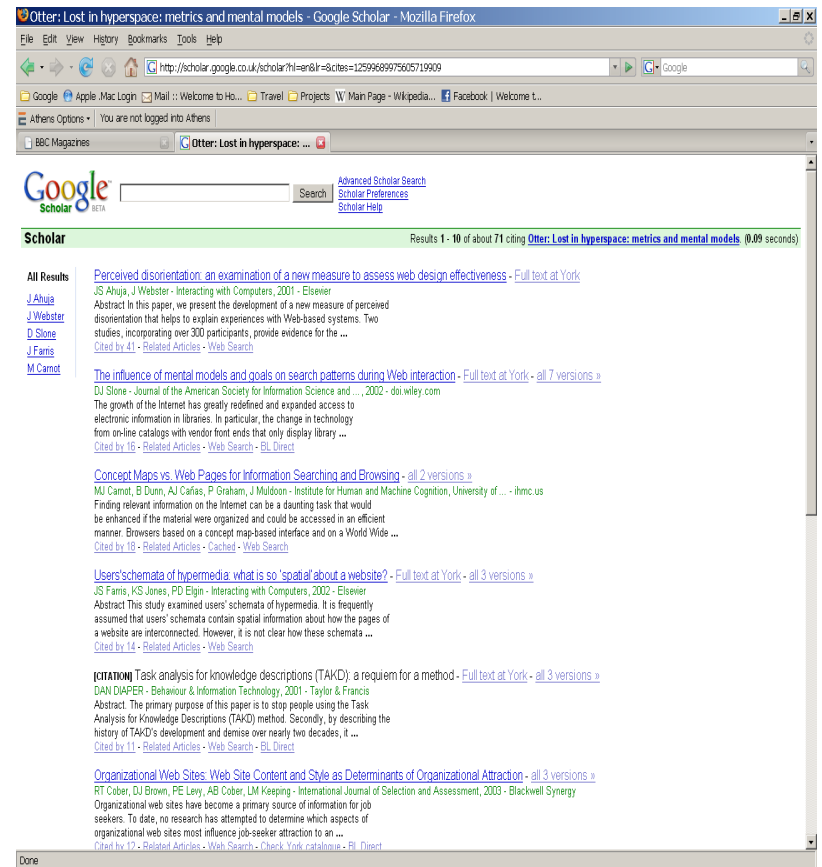 Otter: Lost in hyperspace: metrics and mental models - Google Scholar - Mozilla Firefox
File Edit View History Bookmarks Tools Help
http://scholar.google.co.uk/scholar?hl=en&lr=&cites=12599689975605719909
Google
Google Apple .Mac Login Mail :: Welcome to Ho... Travel Projects Main Page - Wikipedia... Facebook | Welcome t...
Athens Options You are not logged into Athens
BBC Magazines Otter: Lost in hyperspace: ...
Google Scholar BETA
Search
Advanced Scholar Search
Scholar Preferences
Scholar Help
Scholar Results 1 - 10 of about 71 citing Otter: Lost in hyperspace: metrics and mental models. (0.09 seconds)
All Results
J Ahuja
J Webster
D Slone
J Farris
M Carnot
Perceived disorientation: an examination of a new measure to assess web design effectiveness - Full text at York
JS Ahuja, J Webster - Interacting with Computers, 2001 - Elsevier
Abstract In this paper, we present the development of a new measure of perceived
disorientation that helps to explain experiences with Web-based systems. Two
studies, incorporating over 300 participants, provide evidence for the ...
Cited by 41 - Related Articles - Web Search
The influence of mental models and goals on search patterns during Web interaction - Full text at York - all 7 versions »
DJ Slone - Journal of the American Society for Information Science and ... , 2002 - doi.wiley.com
The growth of the Internet has greatly redefined and expanded access to
electronic information in libraries. In particular, the change in technology
from on-line catalogs with vendor front ends that only display library ...
Cited by 16 - Related Articles - Web Search - BL Direct
Concept Maps vs. Web Pages for Information Searching and Browsing - all 2 versions »
MJ Carnot, B Dunn, AJ Cañas, P Graham, J Muldoon - Institute for Human and Machine Cognition, University of ... - ihmc.us
Finding relevant information on the Internet can be a daunting task that would
be enhanced if the material were organized and could be accessed in an efficient
manner. Browsers based on a concept map-based interface and on a World Wide ...
Cited by 18 - Related Articles - Cached - Web Search
Users'schemata of hypermedia: what is so 'spatial'about a website? - Full text at York - all 3 versions »
JS Farris, KS Jones, PD Elgin - Interacting with Computers, 2002 - Elsevier
Abstract This study examined users' schemata of hypermedia. It is frequently
assumed that users' schemata contain spatial information about how the pages of
a website are interconnected. However, it is not clear how these schemata ...
Cited by 14 - Related Articles - Web Search
[CITATION] Task analysis for knowledge descriptions (TAKD): a requiem for a method - Full text at York - all 3 versions »
DAN DIAPER - Behaviour & Information Technology, 2001 - Taylor & Francis
Abstract. The primary purpose of this paper is to stop people using the Task
Analysis for Knowledge Descriptions (TAKD) method. Secondly, by describing the
history of TAKD's development and demise over nearly two decades, it ...
Cited by 11 - Related Articles - Web Search - BL Direct
Organizational Web Sites: Web Site Content and Style as Determinants of Organizational Attraction - all 3 versions »
RT Cober, DJ Brown, PE Levy, AB Cober, LM Keeping - International Journal of Selection and Assessment, 2003 - Blackwell Synergy
Organizational web sites have become a primary source of information for job
seekers. To date, no research has attempted to determine which aspects of
organizational web sites most influence job-seeker attraction to an ...
Cited by 12 - Related Articles - Web Search - Check York catalogue - BL Direct
Done